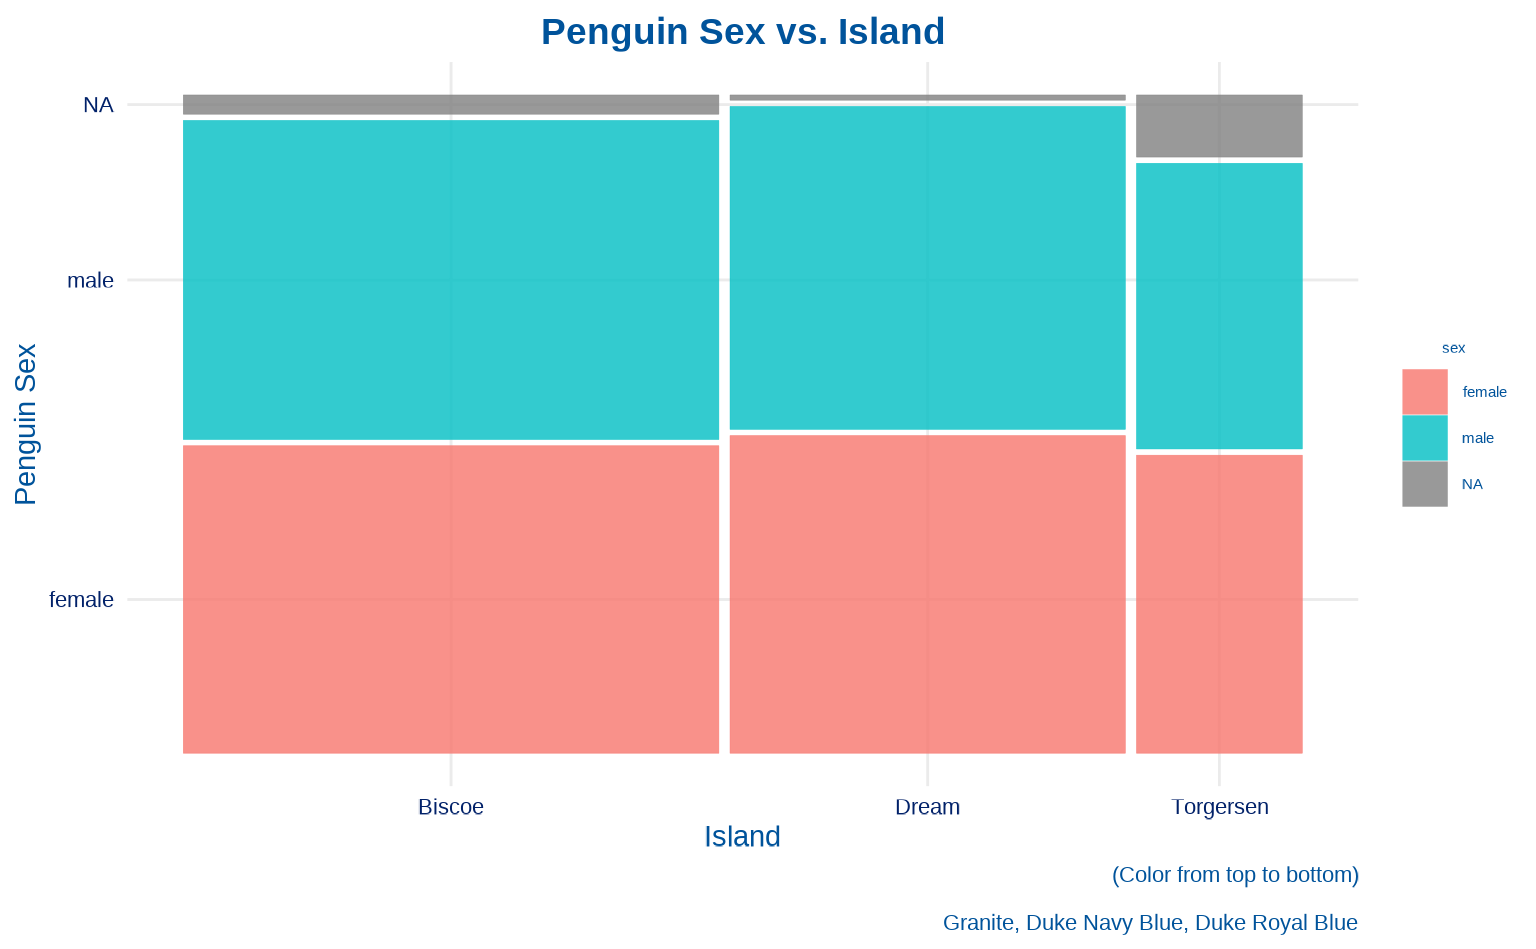 Penguin Sex vs. Island
NA
male
female
Penguin Sex
Biscoe
Dream
Torgersen
Island
sex
female
male
NA
(Color from top to bottom)
Granite, Duke Navy Blue, Duke Royal Blue